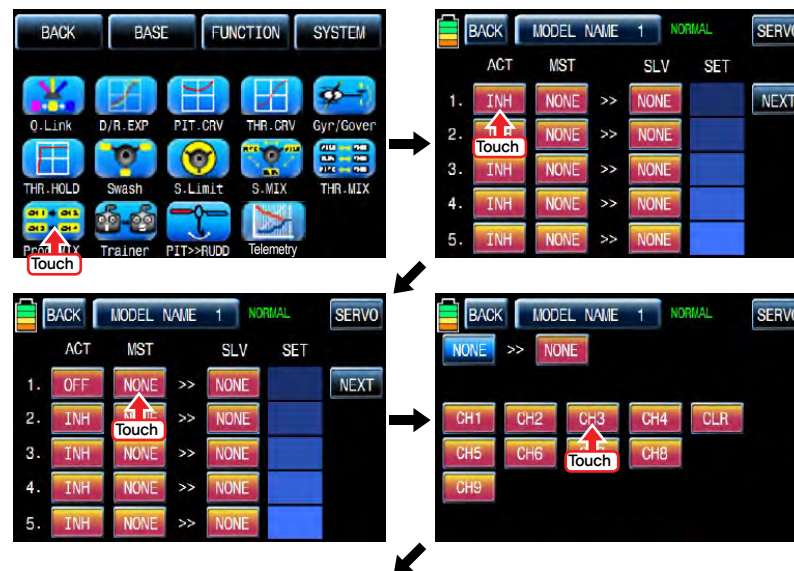 BACK BASE FUNCTION SYSTEM
Q.Link D/R.EXP PIT.CRV THR.CRV Gyr/Gover
THR.HOLD Swash S.Limit S.MIX THR.MIX
Trainer PIT>>RUDD Telemetry
Touch
BACK MODEL NAME 1 NORMAL SERVO
ACT MST SLV SET
1. INH NONE >> NONE NEXT
2. >> NONE
Touch
3. INH NONE >> NONE
4. INH NONE >> NONE
5. INH NONE >> NONE
BACK MODEL NAME 1 NORMAL SERVO
ACT MST SLV SET
1. OFF NONE >> NONE NEXT
2. INH >> NONE
Touch
3. INH NONE >> NONE
4. INH NONE >> NONE
5. INH NONE >> NONE
BACK MODEL NAME 1 NORMAL SERV
NONE >> NONE
CH1 CH2 CH3 CH4 CLR
CH5 CH6 CH8
Touch
CH9